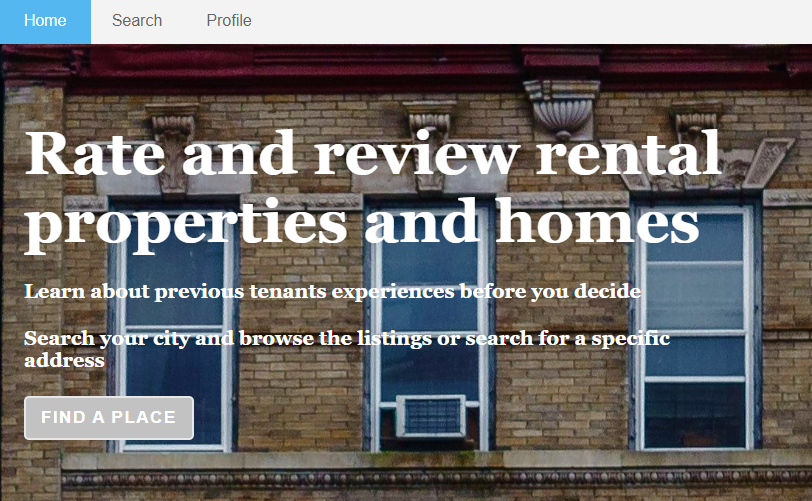 Home Search Profile
Rate and review rental
properties and homes
Learn about previous tenants experiences before you decide
Search your city and browse the listings or search for a specific
address
FIND A PLACE